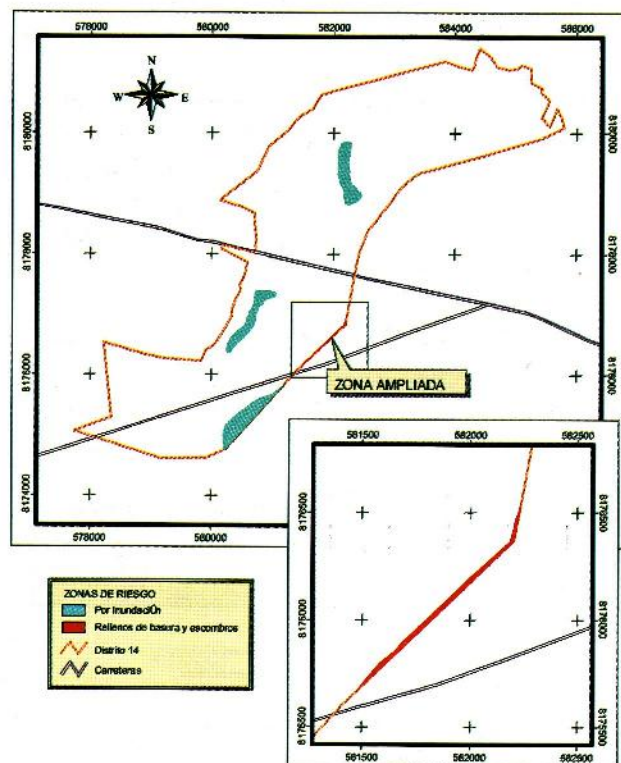 578000 580000 582000 584000 586000
N
W E
S
8180000 8180000
8178000 8178000
8176000 8176000
ZONA AMPLIADA
8174000
578000 580000
581500 582000 582500
8176500 8176500
8176000 8176000
8175500 8175500
581500 582000 582500
ZONAS DE RIESGO
Por InundaciÛn
Rellenos de basura y escombros
Distrito 14
Carreteras